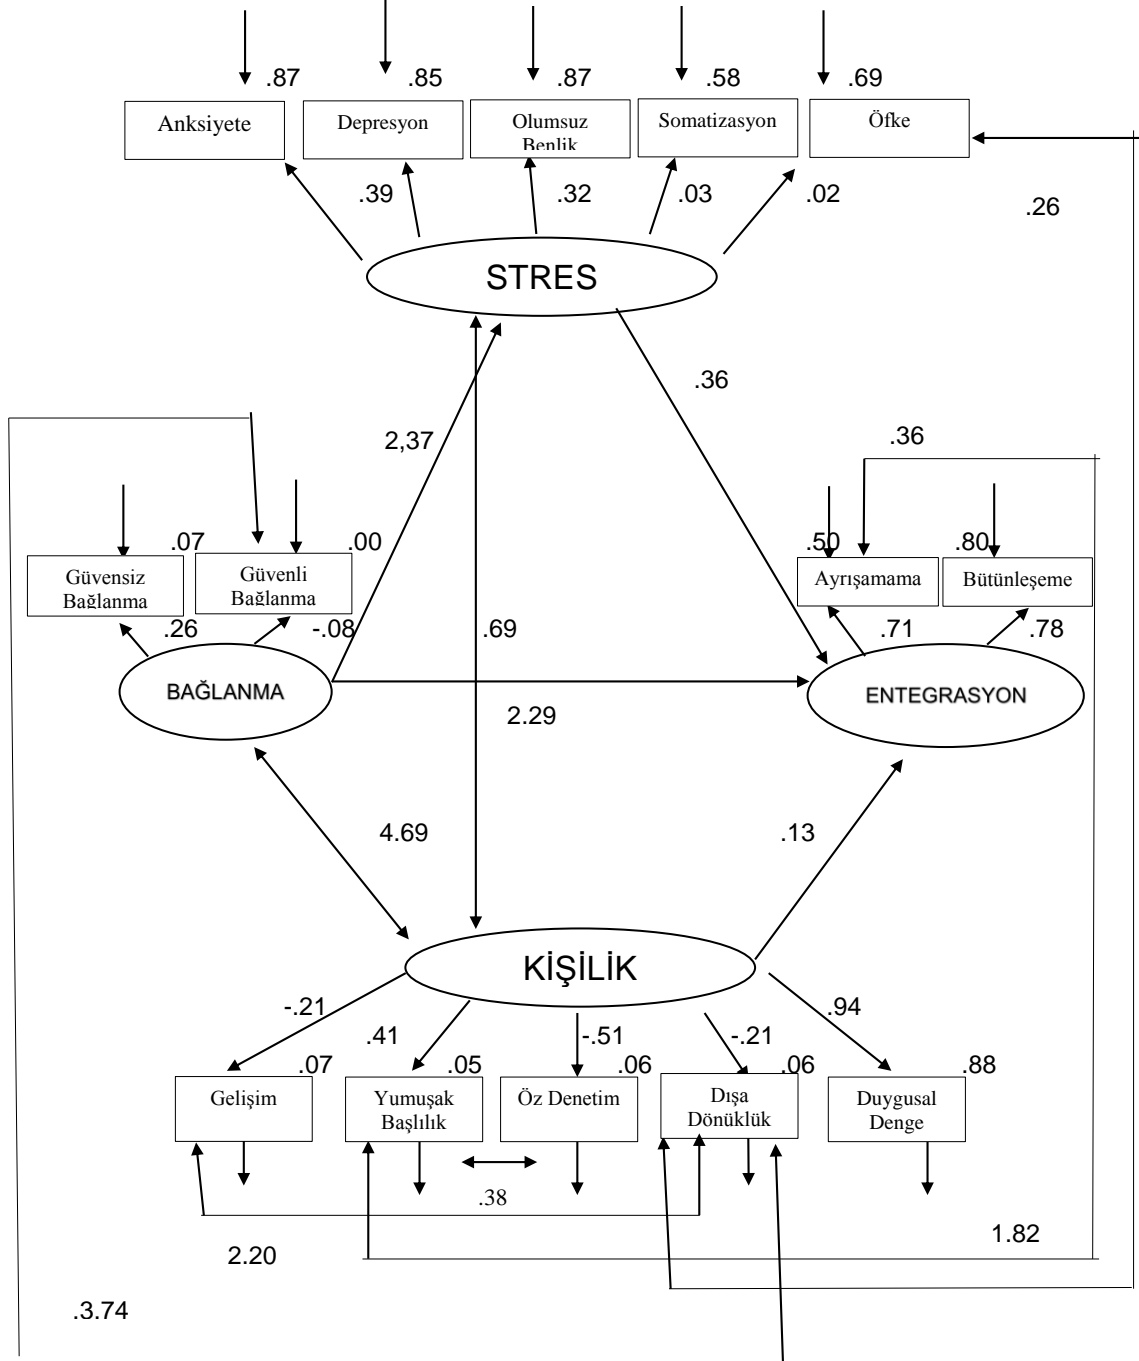 .87 .85 .87 .58 .69
Anksiyete Depresyon Olumsuz Somatizasyon Öfke
Benlik
.39 .32 .03 .02 .26
STRES
.36
2,37 .36
.07 .00 .50 .80
Güvensiz Güvenli Ayrışamama Bütünleşeme
Bağlanma Bağlanma
.26 -.08 .69 .71 .78
BAĞLANMA ENTEGRASYON
2.29
4.69 .13
KİŞİLİK
-.21 .41 -.51 -.21 .94
.07 .05 .06 .06 .88
Gelişim Yumuşak Öz Denetim Dışa Duygusal
Başlılık Dönüklük Denge
.38
2.20 1.82
.3.74